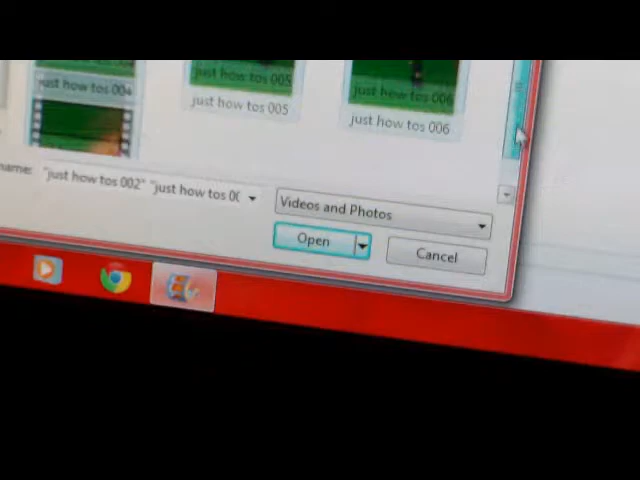 just how tos 004
just how tos 005
just how tos 006
just how tos 005
just how tos 006
name: "just how tos 002" "just how tos 0(
Videos and Photos
Open
Cancel